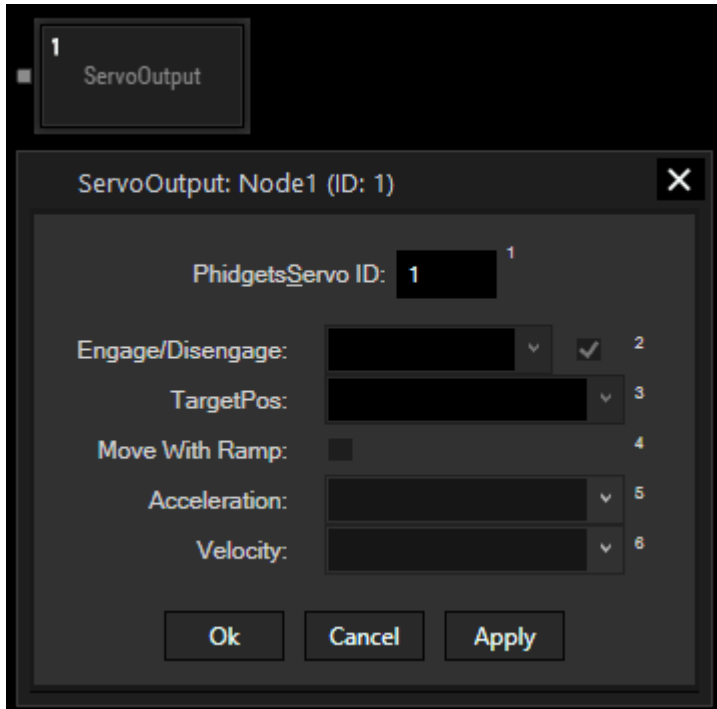 1
ServoOutput
ServoOutput: Node1 (ID: 1)
PhidgetsServo ID: 1 1
Engage/Disengage: 2
TargetPos: 3
Move With Ramp: 4
Acceleration: 5
Velocity: 6
Ok Cancel Apply